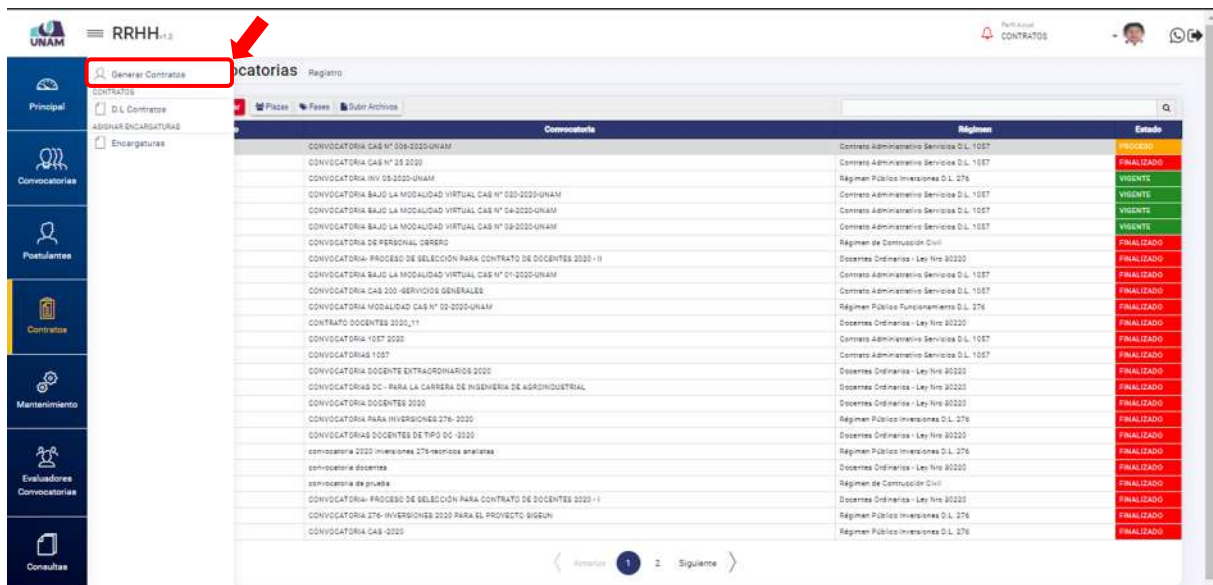 UNAM
RRHH v1.0
Perfil Actual
CONTRATOS
Principal
Convocatorias
Postulantes
Contratos
Mantenimiento
Evaluadores
Convocatorias
Consultas
Generar Contratos
CONTRATOS
D.L Contratos
ASIGNAR ENCARGATURAS
Encargaturas
ocatorias Registro
Plazas Fases Subir Archivos
Convocatoria Régimen Estado
CONVOCATORIA CAS N° 006-2020-UNAM Contrato Administrativo Servicios D.L. 1057 PROCESO
CONVOCATORIA CAS N° 25 2020 Contrato Administrativo Servicios D.L. 1057 FINALIZADO
CONVOCATORIA INV 05-2020-UNAM Régimen Público Inversiones D.L. 276 VIGENTE
CONVOCATORIA BAJO LA MODALIDAD VIRTUAL CAS N° 020-2020-UNAM Contrato Administrativo Servicios D.L. 1057 VIGENTE
CONVOCATORIA BAJO LA MODALIDAD VIRTUAL CAS N° 04-2020-UNAM Contrato Administrativo Servicios D.L. 1057 VIGENTE
CONVOCATORIA BAJO LA MODALIDAD VIRTUAL CAS N° 03-2020-UNAM Contrato Administrativo Servicios D.L. 1057 VIGENTE
CONVOCATORIA DE PERSONAL OBRERO Régimen de Contrucción Civil FINALIZADO
CONVOCATORIA- PROCESO DE SELECCIÓN PARA CONTRATO DE DOCENTES 2020 - II Docentes Ordinarios - Ley Nro 30220 FINALIZADO
CONVOCATORIA BAJO LA MODALIDAD VIRTUAL CAS N° 01-2020-UNAM Contrato Administrativo Servicios D.L. 1057 FINALIZADO
CONVOCATORIA CAS 200 -SERVICIOS GENERALES Contrato Administrativo Servicios D.L. 1057 FINALIZADO
CONVOCATORIA MODALIDAD CAS N° 02-2020-UNAM Régimen Público Funcionamiento D.L. 276 FINALIZADO
CONTRATO DOCENTES 2020_11 Docentes Ordinarios - Ley Nro 30220 FINALIZADO
CONVOCATORIA 1057 2020 Contrato Administrativo Servicios D.L. 1057 FINALIZADO
CONVOCATORIAS 1057 Contrato Administrativo Servicios D.L. 1057 FINALIZADO
CONVOCATORIA DOCENTE EXTRAORDINARIOS 2020 Docentes Ordinarios - Ley Nro 30220 FINALIZADO
CONVOCATORIAS DC - PARA LA CARRERA DE INGENIERIA DE AGROINDUSTRIAL Docentes Ordinarios - Ley Nro 30220 FINALIZADO
CONVOCATORIA DOCENTES 2020 Docentes Ordinarios - Ley Nro 30220 FINALIZADO
CONVOCATORIA PARA INVERSIONES 276- 2020 Régimen Público Inversiones D.L. 276 FINALIZADO
CONVOCATORIAS DOCENTES DE TIPO DC -2020 Docentes Ordinarios - Ley Nro 30220 FINALIZADO
convocatoria 2020 inversiones 276-tecnicos analistas Régimen Público Inversiones D.L. 276 FINALIZADO
convocatoria docentes Docentes Ordinarios - Ley Nro 30220 FINALIZADO
convocatoria de prueba Régimen de Contrucción Civil FINALIZADO
CONVOCATORIA- PROCESO DE SELECCIÓN PARA CONTRATO DE DOCENTES 2020 - I Docentes Ordinarios - Ley Nro 30220 FINALIZADO
CONVOCATORIA 276- INVERSIONES 2020 PARA EL PROYECTO SIGEUN Régimen Público Inversiones D.L. 276 FINALIZADO
CONVOCATORIA CAS -2020 Régimen Público Inversiones D.L. 276 FINALIZADO
Anterior 1 2 Siguiente